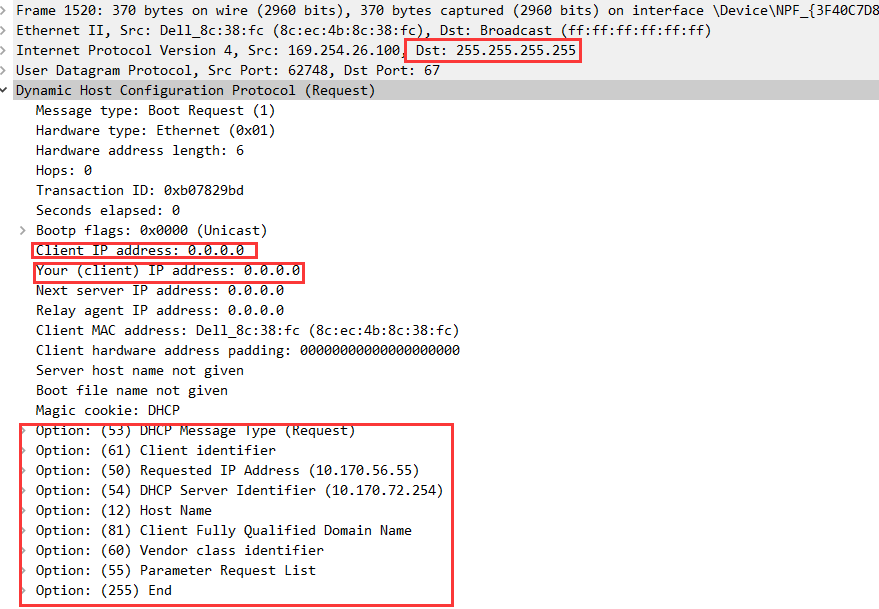 Frame 1520: 370 bytes on wire (2960 bits), 370 bytes captured (2960 bits) on interface \Device\NPF_{3F40C7D8
Ethernet II, Src: Dell_8c:38:fc (8c:ec:4b:8c:38:fc), Dst: Broadcast (ff:ff:ff:ff:ff:ff)
Internet Protocol Version 4, Src: 169.254.26.100, Dst: 255.255.255.255
User Datagram Protocol, Src Port: 62748, Dst Port: 67
Dynamic Host Configuration Protocol (Request)
Message type: Boot Request (1)
Hardware type: Ethernet (0x01)
Hardware address length: 6
Hops: 0
Transaction ID: 0xb07829bd
Seconds elapsed: 0
Bootp flags: 0x0000 (Unicast)
Client IP address: 0.0.0.0
Your (client) IP address: 0.0.0.0
Next server IP address: 0.0.0.0
Relay agent IP address: 0.0.0.0
Client MAC address: Dell_8c:38:fc (8c:ec:4b:8c:38:fc)
Client hardware address padding: 00000000000000000000
Server host name not given
Boot file name not given
Magic cookie: DHCP
Option: (53) DHCP Message Type (Request)
Option: (61) Client identifier
Option: (50) Requested IP Address (10.170.56.55)
Option: (54) DHCP Server Identifier (10.170.72.254)
Option: (12) Host Name
Option: (81) Client Fully Qualified Domain Name
Option: (60) Vendor class identifier
Option: (55) Parameter Request List
Option: (255) End